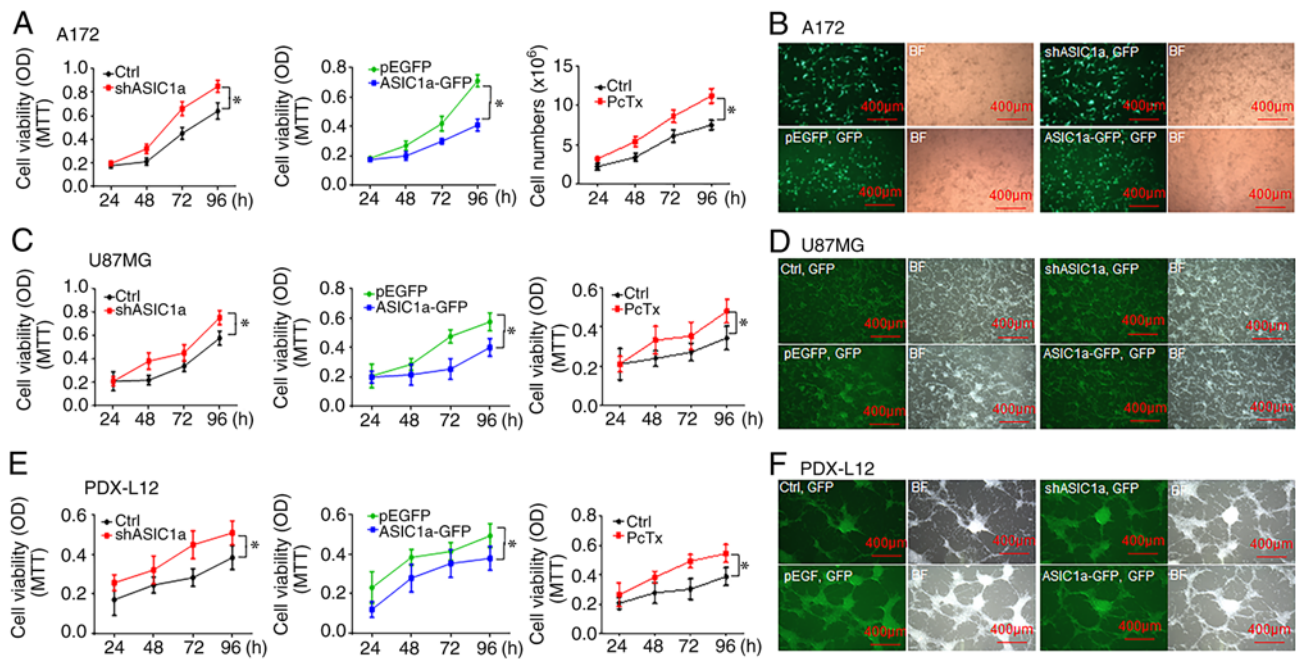 A
A172
Cell viability (OD)
(MTT)
1.0
0.8
0.6
0.4
0.2
0.0
Ctrl
shASIC1a
*
24 48 72 96 (h)
Cell viability (OD)
(MTT)
0.8
0.6
0.4
0.2
0.0
pEGFP
ASIC1a-GFP
*
24 48 72 96 (h)
Cell numbers (x10⁶)
15
10
5
0
Ctrl
PcTx
*
24 48 72 96 (h)
B
A172
400µm
BF
400µm
shASIC1a, GFP
400µm
BF
400µm
pEGFP, GFP
400µm
BF
400µm
ASIC1a-GFP, GFP
400µm
BF
400µm
C
U87MG
Cell viability (OD)
(MTT)
1.0
0.8
0.6
0.4
0.2
0.0
Ctrl
shASIC1a
*
24 48 72 96 (h)
Cell viability (OD)
(MTT)
0.8
0.6
0.4
0.2
0.0
pEGFP
ASIC1a-GFP
*
24 48 72 96 (h)
Cell viability (OD)
(MTT)
0.6
0.4
0.2
0.0
Ctrl
PcTx
*
24 48 72 96 (h)
D
U87MG
Ctrl, GFP
400µm
BF
400µm
shASIC1a, GFP
400µm
BF
400µm
pEGFP, GFP
400µm
BF
400µm
ASIC1a-GFP, GFP
400µm
BF
400µm
E
PDX-L12
Cell viability (OD)
(MTT)
0.6
0.4
0.2
0.0
Ctrl
shASIC1a
*
24 48 72 96 (h)
Cell viability (OD)
(MTT)
0.6
0.4
0.2
0.0
pEGFP
ASIC1a-GFP
*
24 48 72 96 (h)
Cell viability (OD)
(MTT)
0.8
0.6
0.4
0.2
0.0
Ctrl
PcTx
*
24 48 72 96 (h)
F
PDX-L12
Ctrl, GFP
400µm
BF
400µm
shASIC1a, GFP
400µm
BF
400µm
pEGF, GFP
400µm
BF
400µm
ASIC1a-GFP, GFP
400µm
BF
400µm